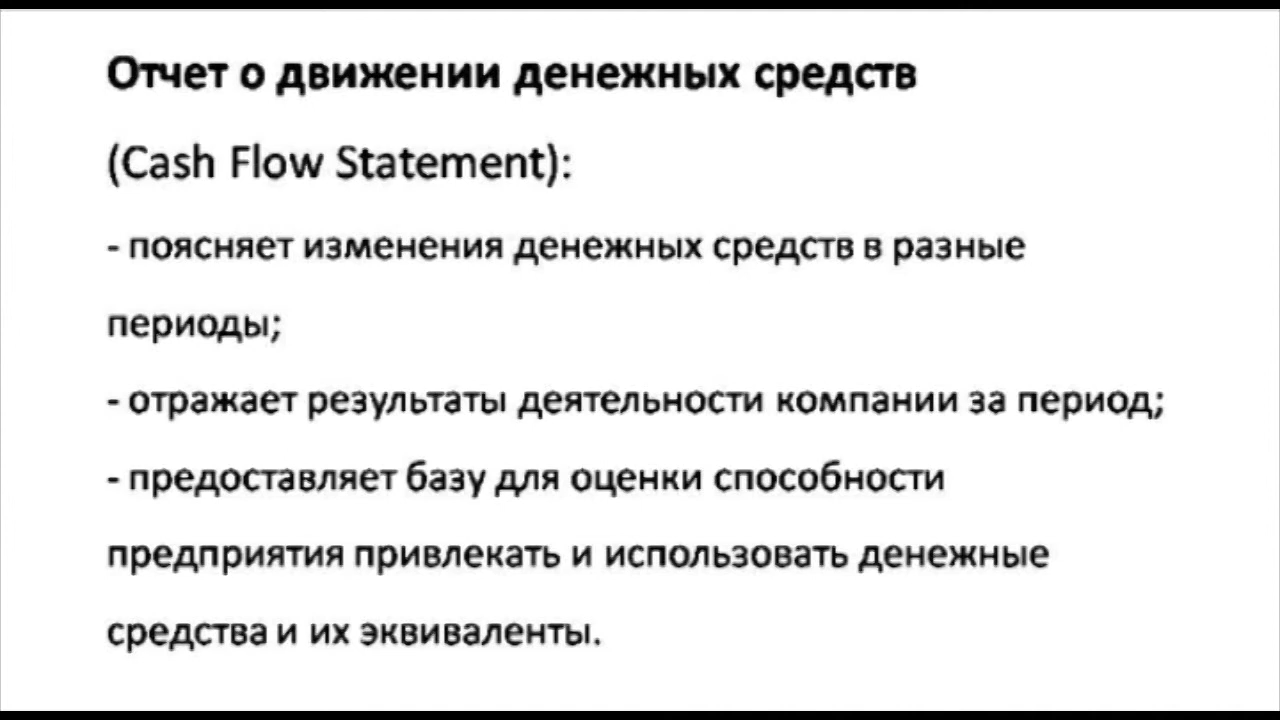 Отчет о движении денежных средств
(Cash Flow Statement):
- поясняет изменения денежных средств в разные
периоды;
- отражает результаты деятельности компании за период;
- предоставляет базу для оценки способности
предприятия привлекать и использовать денежные
средства и их эквиваленты.